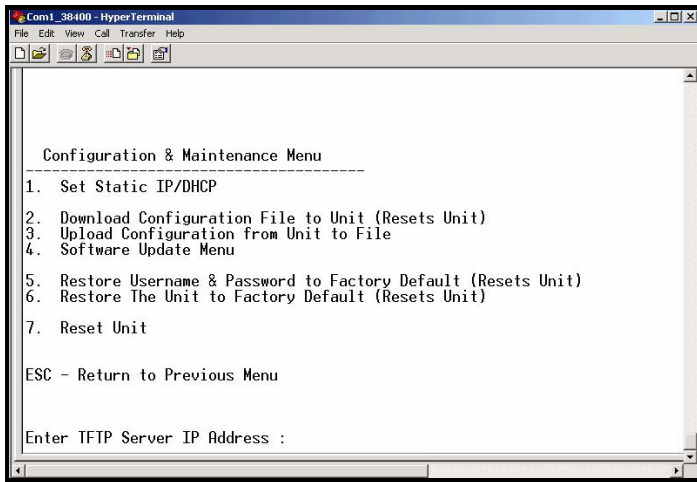 Com1_38400 - HyperTerminal
File Edit View Call Transfer Help
Configuration & Maintenance Menu
----------------------------------------
1. Set Static IP/DHCP
2. Download Configuration File to Unit (Resets Unit)
3. Upload Configuration from Unit to File
4. Software Update Menu
5. Restore Username & Password to Factory Default (Resets Unit)
6. Restore The Unit to Factory Default (Resets Unit)
7. Reset Unit
ESC - Return to Previous Menu
Enter TFTP Server IP Address :